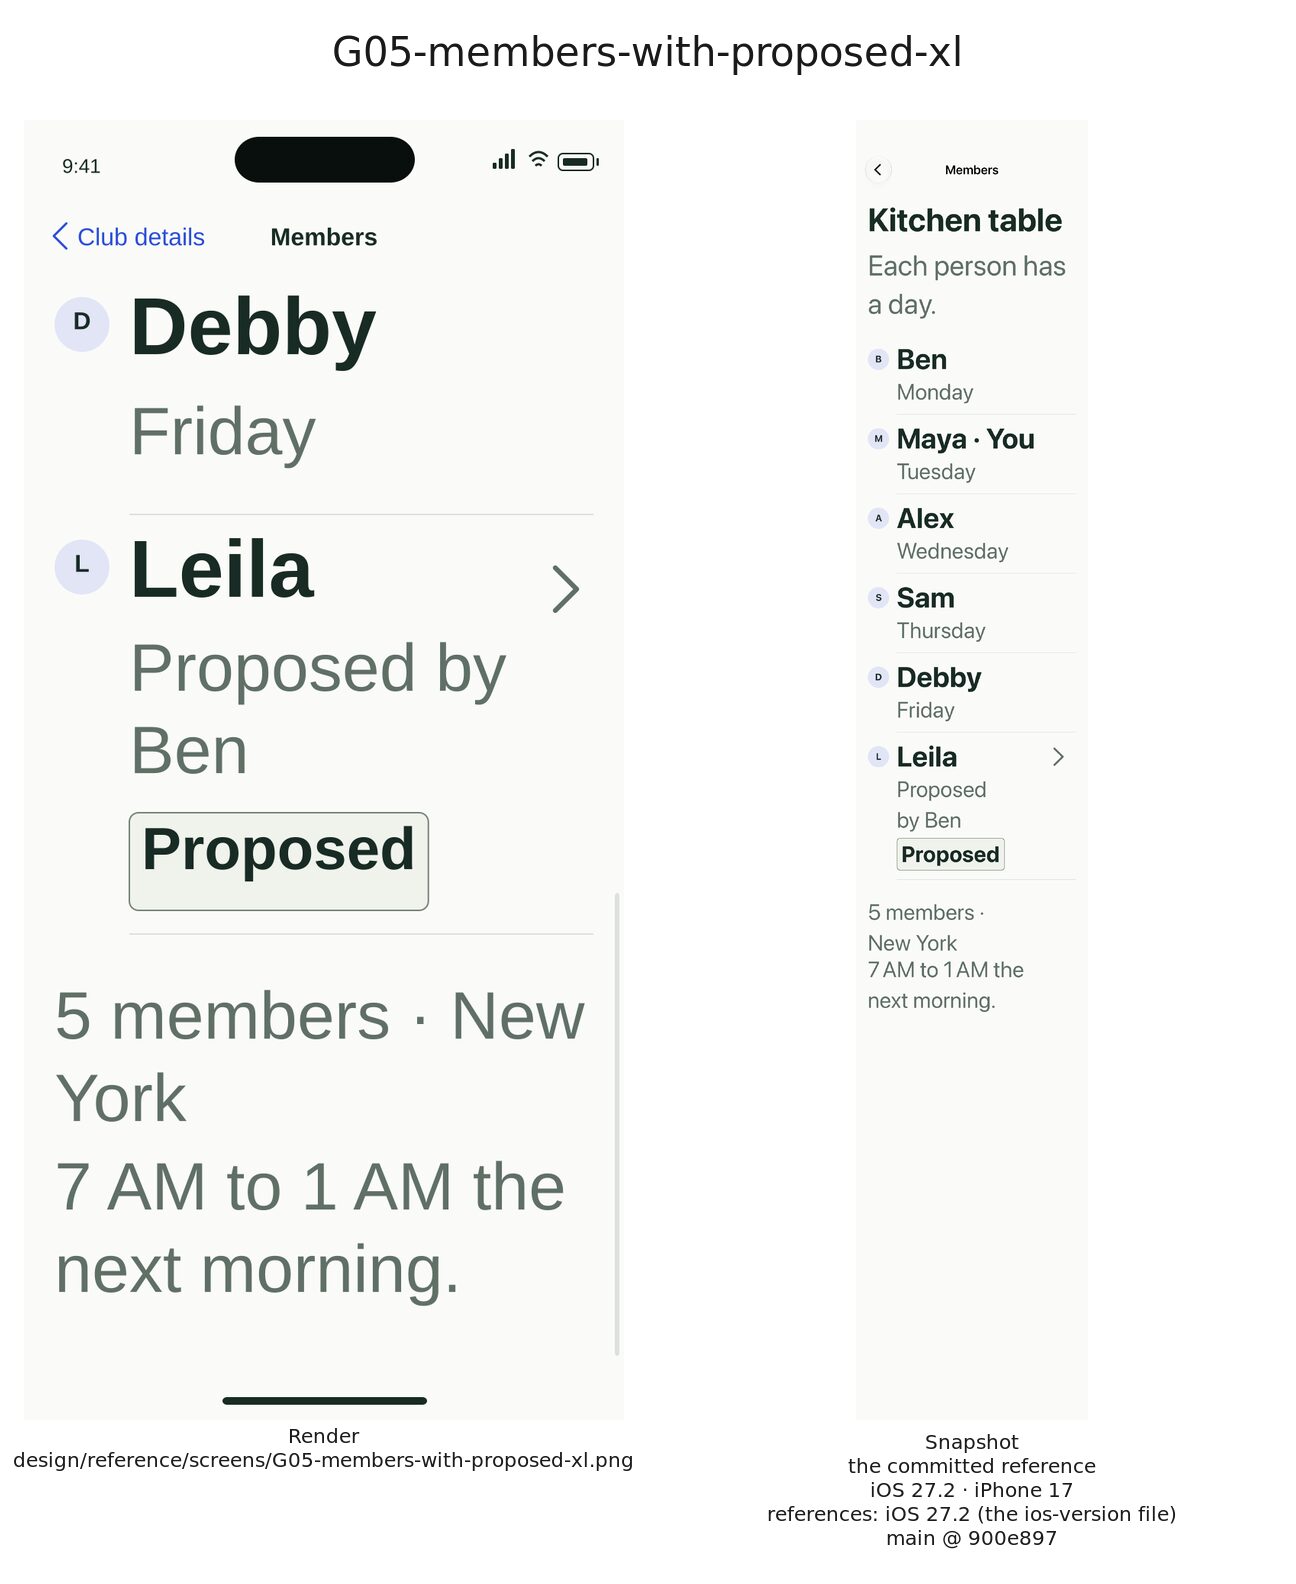 G05-members-with-proposed-xl
9:41
Club details
Members
D
Debby
Friday
L
Leila
Proposed by
Ben
Proposed
5 members · New
York
7 AM to 1 AM the
next morning.
Render
design/reference/screens/G05-members-with-proposed-xl.png
Members
Kitchen table
Each person has
a day.
B
Ben
Monday
M
Maya · You
Tuesday
A
Alex
Wednesday
S
Sam
Thursday
D
Debby
Friday
L
Leila
Proposed
by Ben
Proposed
5 members ·
New York
7 AM to 1 AM the
next morning.
Snapshot
the committed reference
iOS 27.2 · iPhone 17
references: iOS 27.2 (the ios-version file)
main @ 900e897